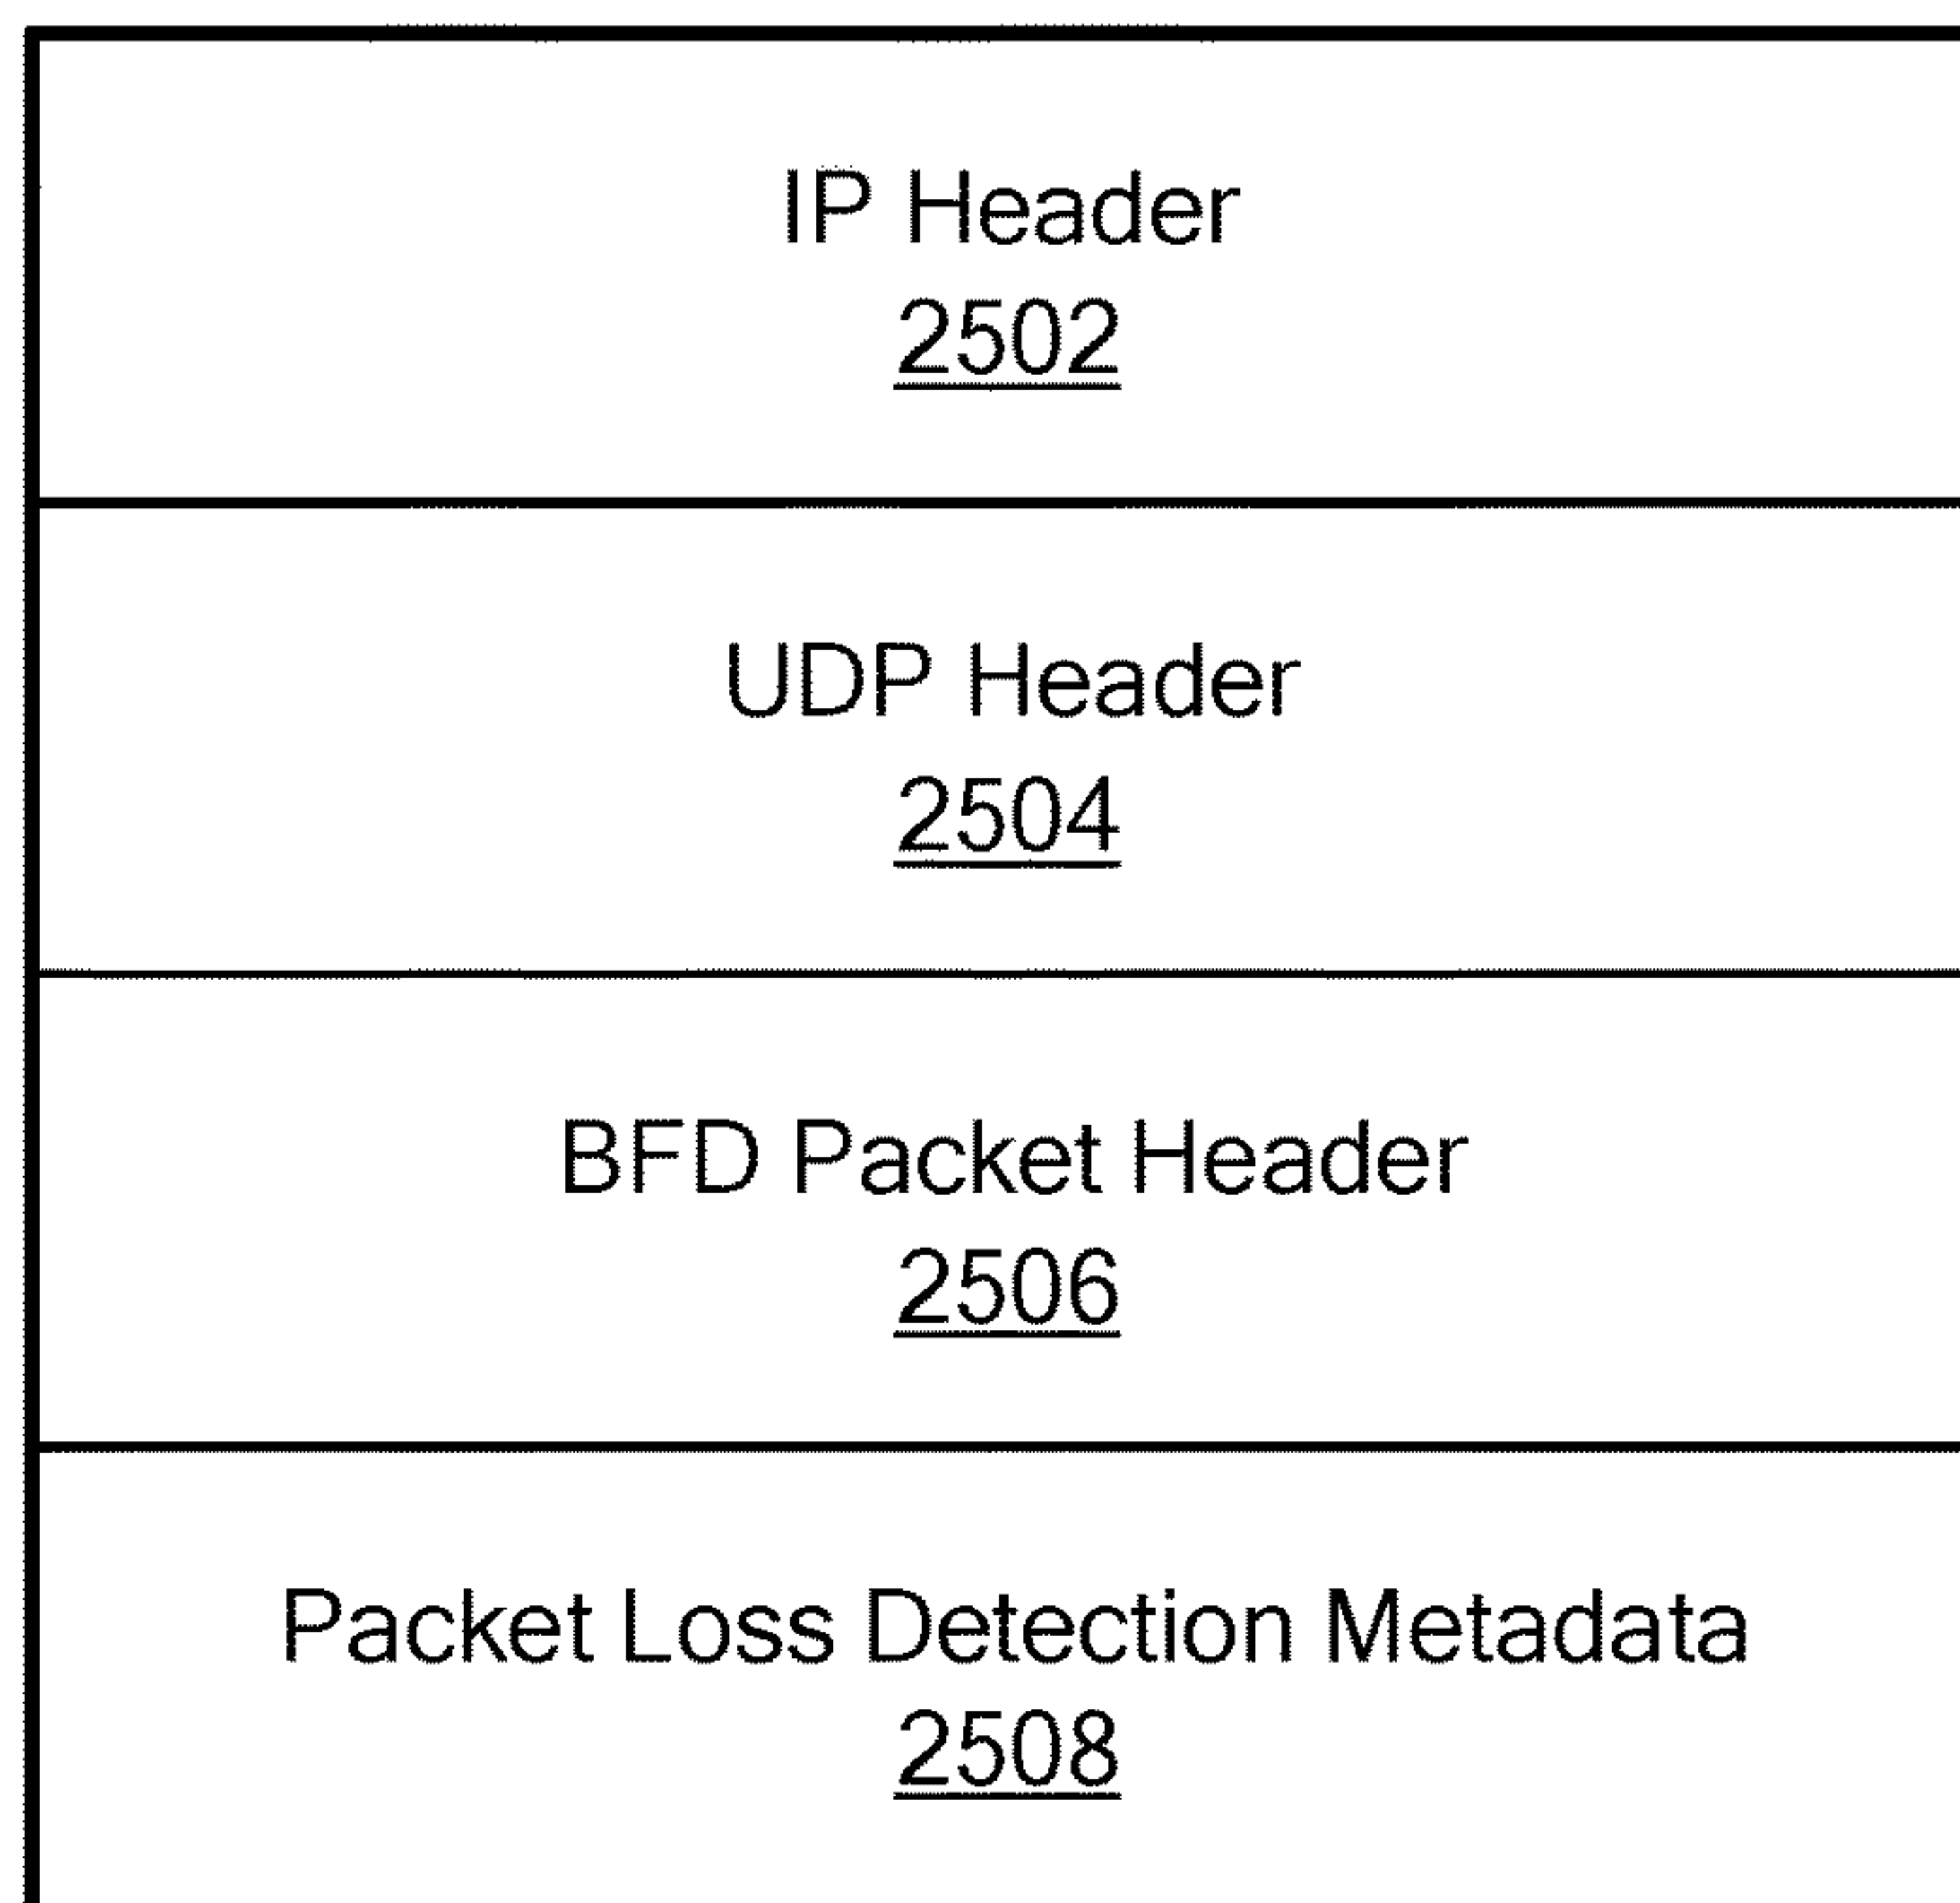 IP Header
2502
UDP Header
2504
BFD Packet Header
2506
Packet Loss Detection Metadata
2508